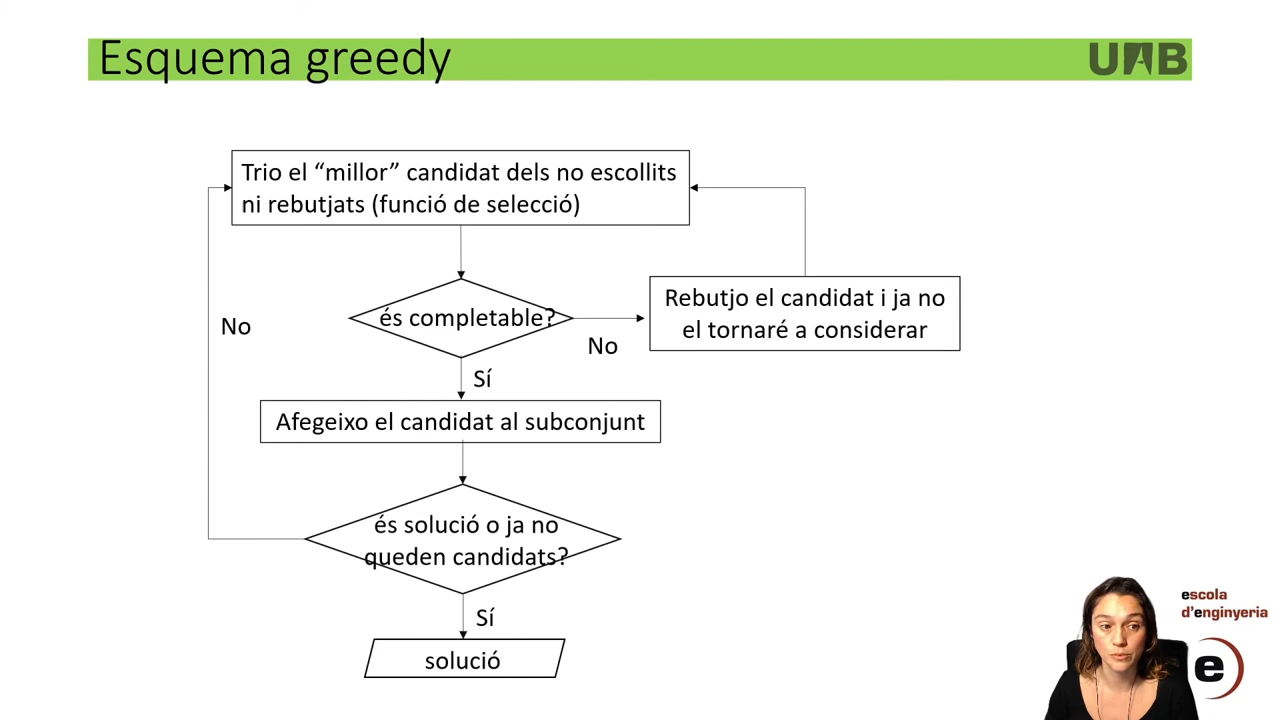 Esquema greedy
UAB
Trio el “millor” candidat dels no escollits
ni rebutjats (funció de selecció)
és completable?
No
Rebutjo el candidat i ja no
el tornaré a considerar
No
Sí
Afegeixo el candidat al subconjunt
és solució o ja no
queden candidats?
Sí
solució
escola
d'enginyeria
e